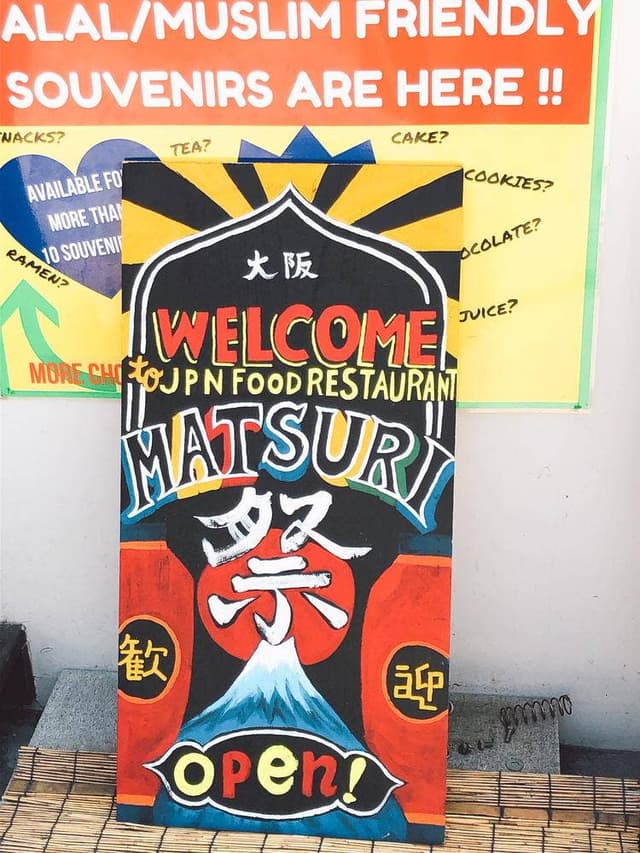 ALAL/MUSLIM FRIENDLY
SOUVENIRS ARE HERE !!
NACKS?
TEA?
CAKE?
COOKIES?
OCOLATE?
JUICE?
AVAILABLE FO
MORE THAN
10 SOUVENI
RAMEN?
MORE CHO
大阪
WELCOME
to JPN FOOD RESTAURANT
MATSURI
祭
歓迎
OPen!